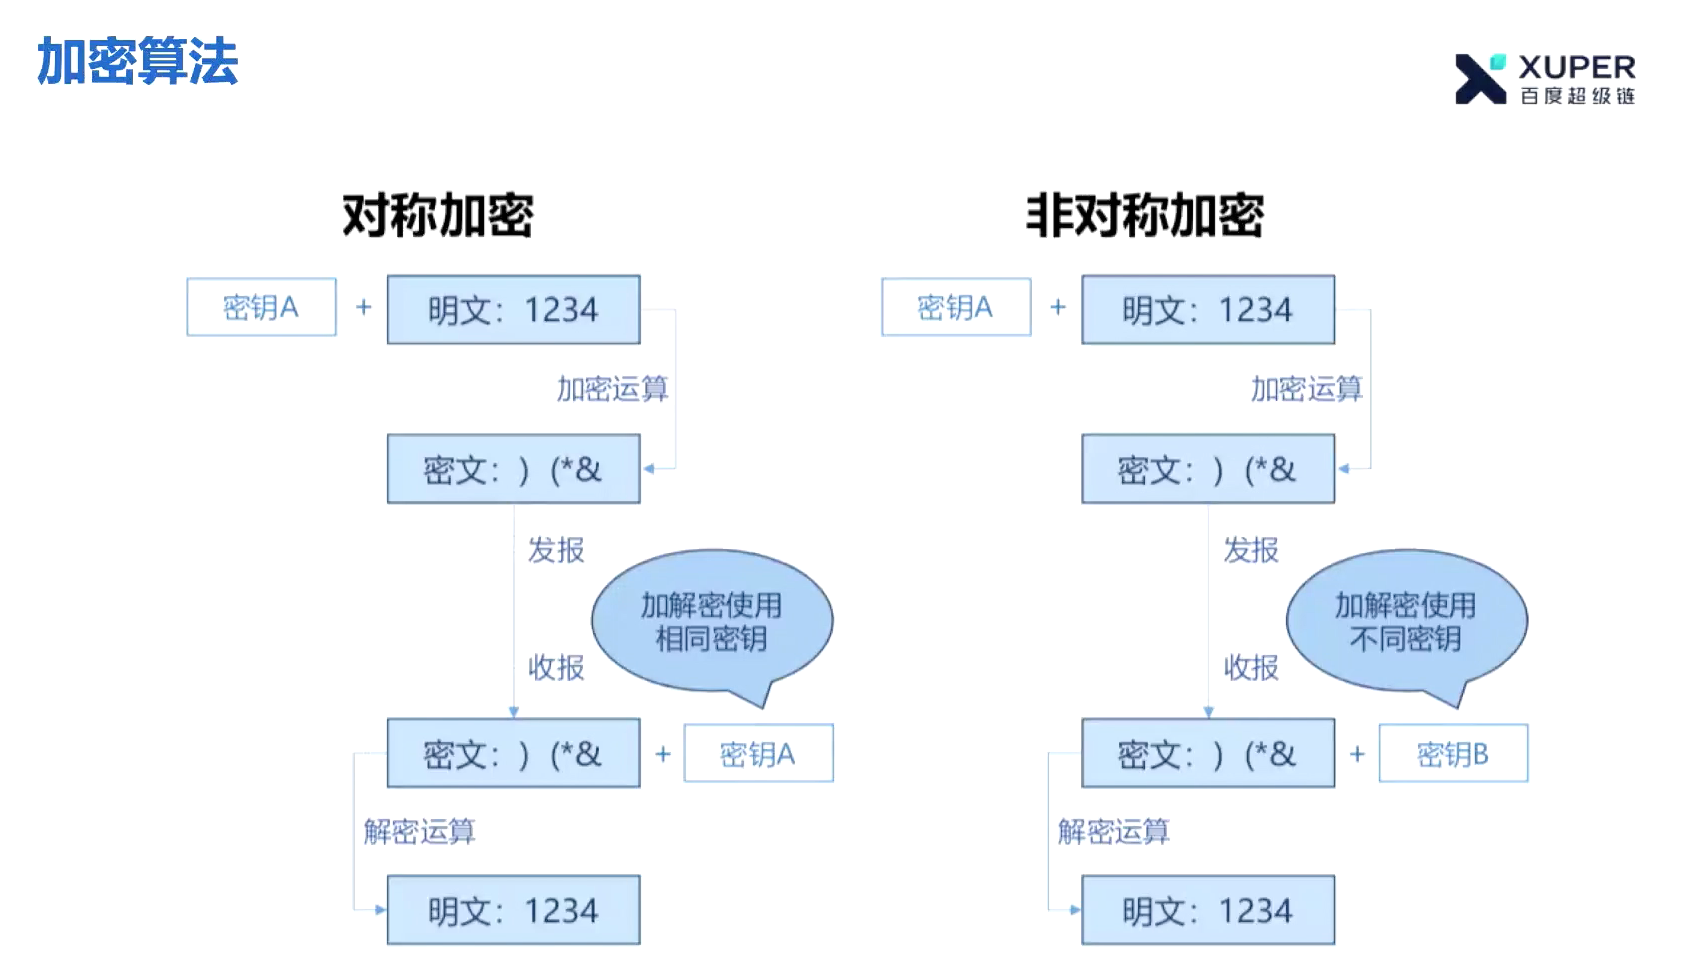 加密算法
XUPER
百度超级链
对称加密
密钥A + 明文：1234
加密运算
密文：）(*&
发报
加解密使用
相同密钥
收报
密文：）(*& + 密钥A
解密运算
明文：1234
非对称加密
密钥A + 明文：1234
加密运算
密文：）(*&
发报
加解密使用
不同密钥
收报
密文：）(*& + 密钥B
解密运算
明文：1234